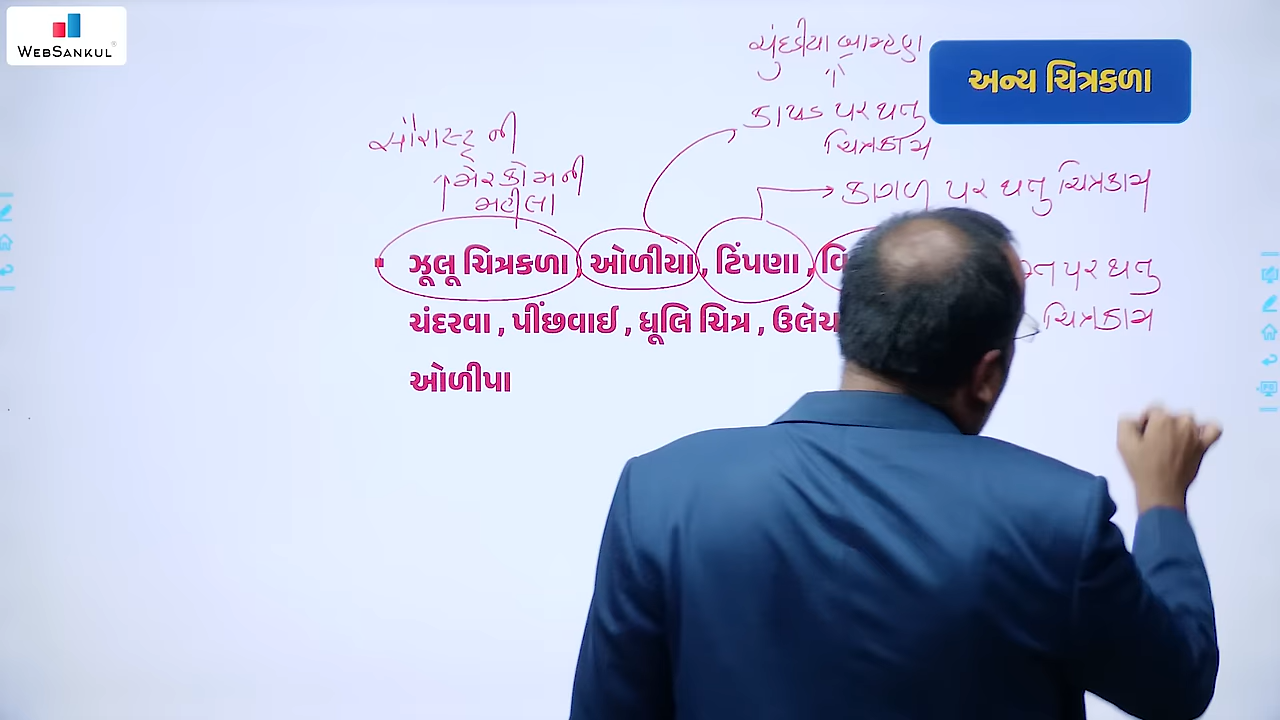 WEBSANKUL
અન્ય ચિત્રકળા
ચુંદડીયા બ્રામ્હણ
કાપડ પર થતુ
ચિત્રકામ
સૌરાષ્ટ્ર ની
મેરકોમની
મહીલા
કાગળ પર થતુ ચિત્રકામ
ઝૂલૂ ચિત્રકળા , ઓળીયા , ટિંપણા ,
પર થતુ
ચંદરવા , પીંછવાઈ , ધૂલિ ચિત્ર ,
ચિત્રકામ
ઓળીપા